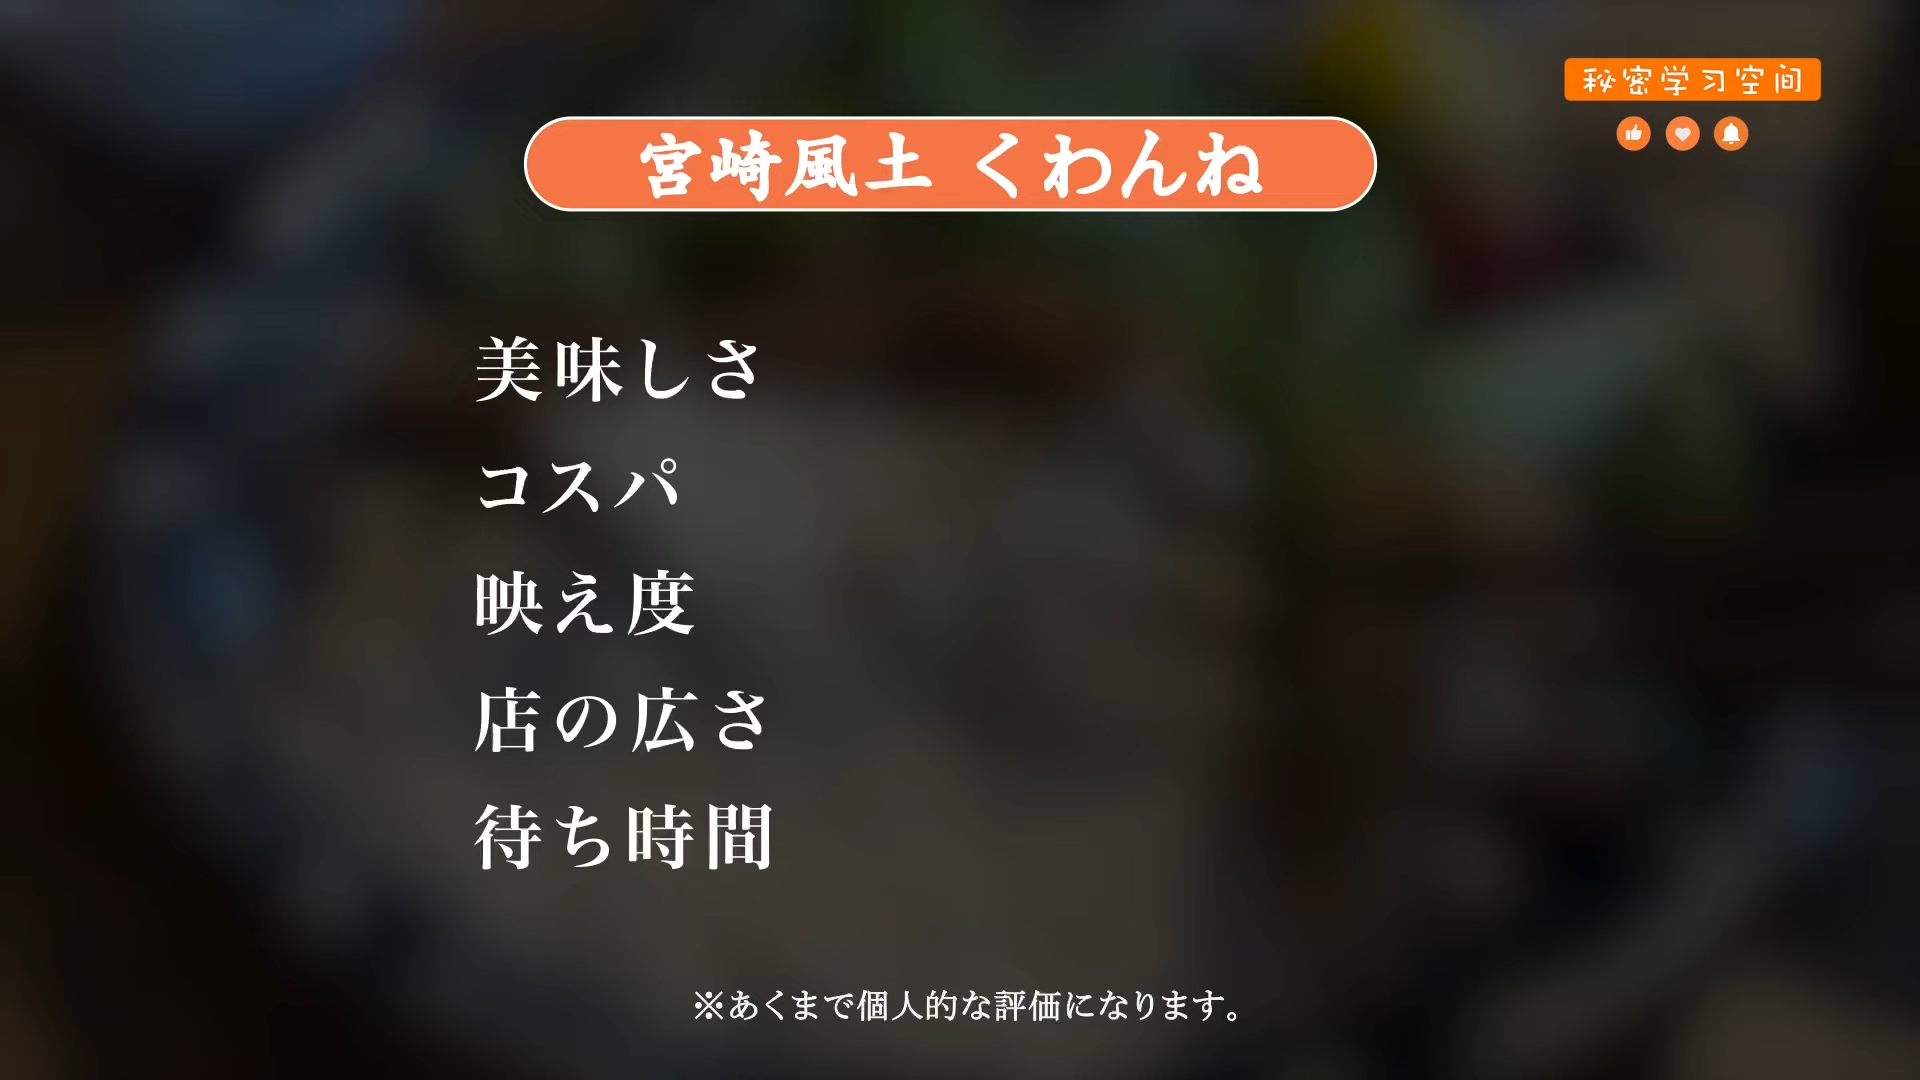 秘密学习空间
宮崎風土 くわんね
美味しさ
コスパ
映え度
店の広さ
待ち時間
※あくまで個人的な評価になります。